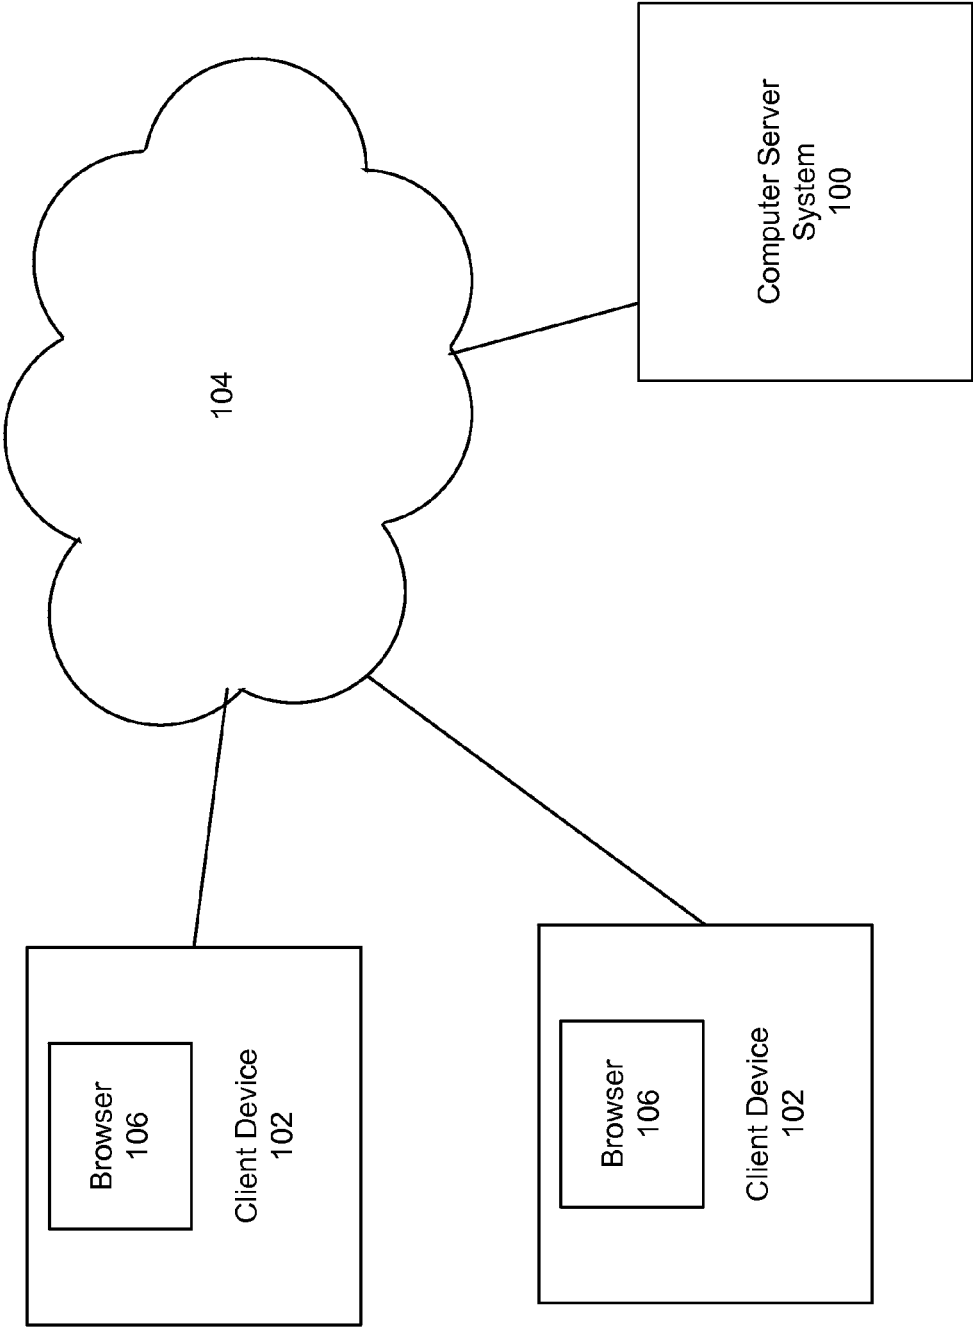 Browser
106
Client Device
102
104
Browser
106
Client Device
102
Computer Server
System
100